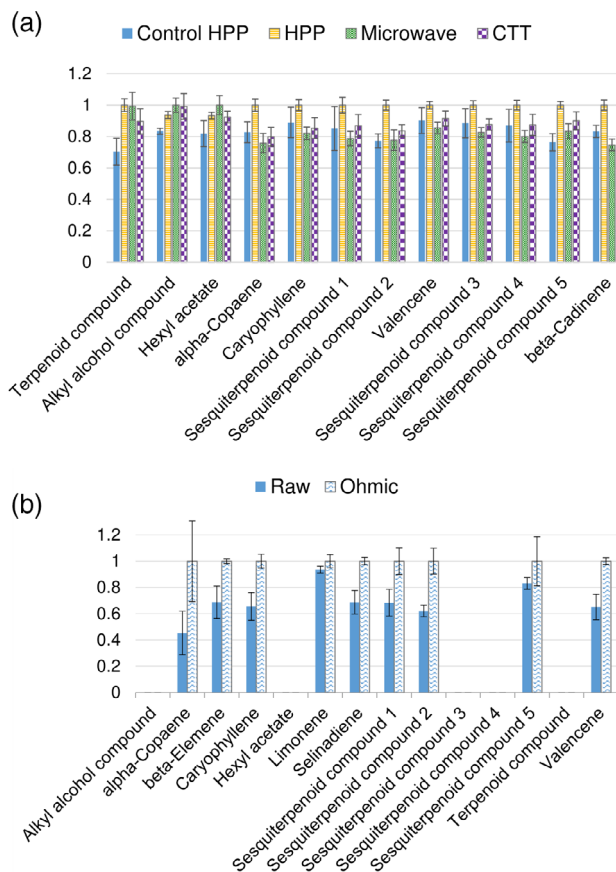 (a)
Control HPP HPP Microwave CTT
1.2
1
0.8
0.6
0.4
0.2
0
Terpenoid compound
Alkyl alcohol compound
Hexyl acetate
alpha-Copaene
Caryophyllene
Sesquiterpenoid compound 1
Sesquiterpenoid compound 2
Valencene
Sesquiterpenoid compound 3
Sesquiterpenoid compound 4
Sesquiterpenoid compound 5
beta-Cadinene
(b)
Raw Ohmic
1.2
1
0.8
0.6
0.4
0.2
0
Alkyl alcohol compound
alpha-Copaene
beta-Elemene
Caryophyllene
Hexyl acetate
Limonene
Selinadiene
Sesquiterpenoid compound 1
Sesquiterpenoid compound 2
Sesquiterpenoid compound 3
Sesquiterpenoid compound 4
Sesquiterpenoid compound 5
Terpenoid compound
Valencene